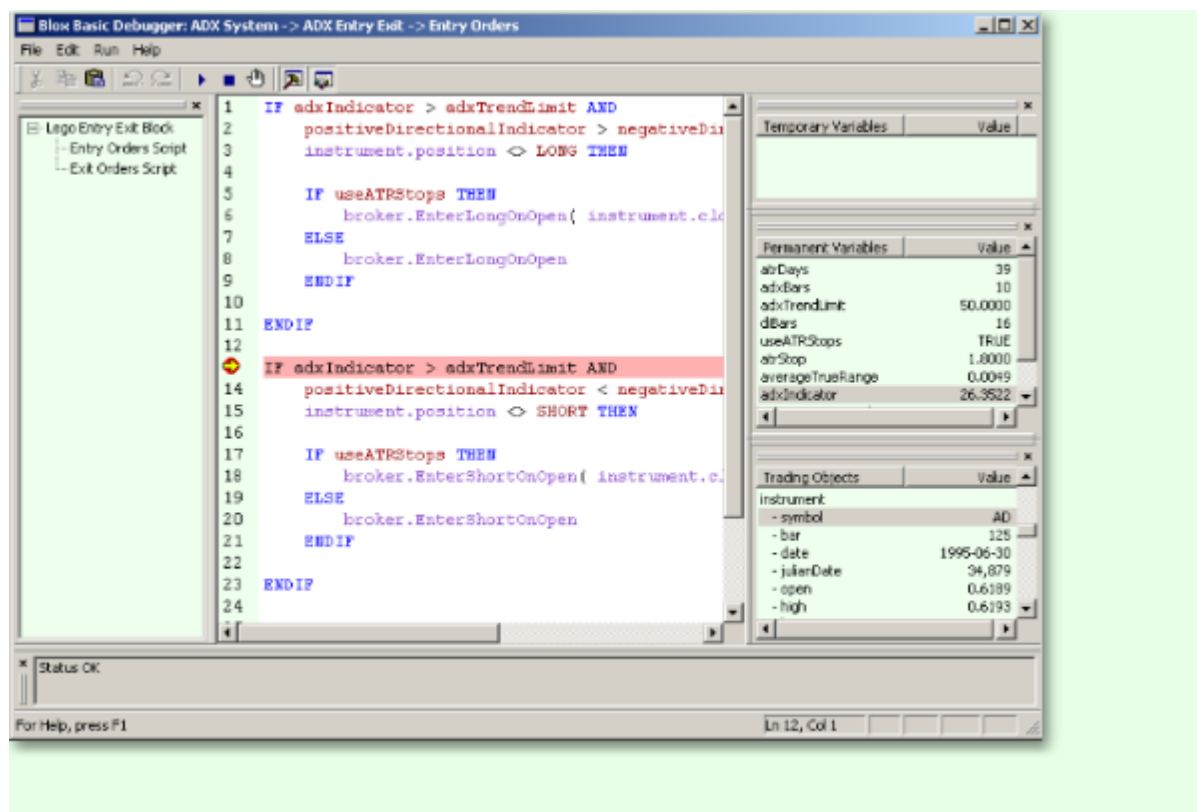 Blox Basic Debugger: ADX System -> ADX Entry Exit -> Entry Orders
File Edit Run Help
Lego Entry Exit Block
Entry Orders Script
Exit Orders Script
1 IF adxIndicator > adxTrendLimit AND
2 positiveDirectionalIndicator > negativeDi
3 instrument.position <> LONG THEN
4
5 IF useATRStops THEN
6 broker.EnterLongOnOpen( instrument.clo
7 ELSE
8 broker.EnterLongOnOpen
9 ENDIF
10
11 ENDIF
12
IF adxIndicator > adxTrendLimit AND
14 positiveDirectionalIndicator < negativeDi
15 instrument.position <> SHORT THEN
16
17 IF useATRStops THEN
18 broker.EnterShortOnOpen( instrument.c
19 ELSE
20 broker.EnterShortOnOpen
21 ENDIF
22
23 ENDIF
24
Temporary Variables Value
Permanent Variables Value
atrDays 39
adxBars 10
adxTrendLimit 50.0000
diBars 16
useATRStops TRUE
atrStop 1.8000
averageTrueRange 0.0049
adxIndicator 26.3522
Trading Objects Value
instrument
- symbol AD
- bar 125
- date 1995-06-30
- julianDate 34,879
- open 0.6189
- high 0.6193
Status OK
For Help, press F1
Ln 12, Col 1